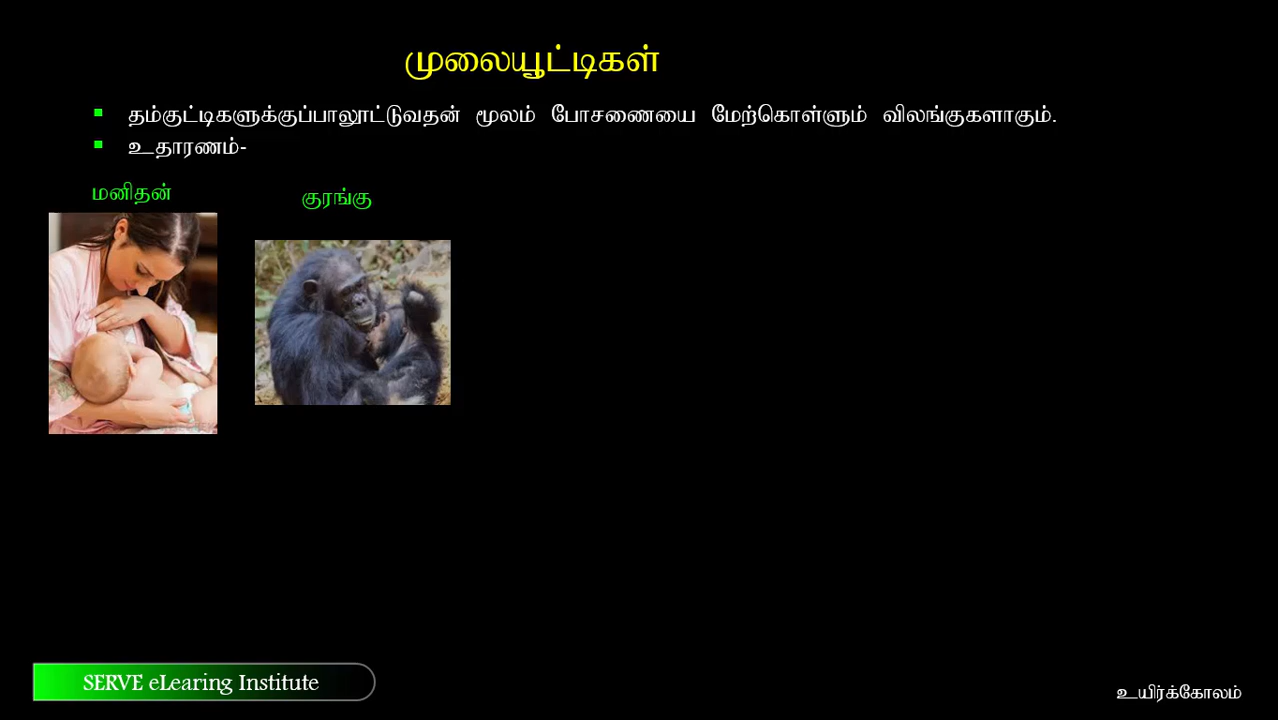 முலையூட்டிகள்
தம்குட்டிகளுக்குப்பாலூட்டுவதன் மூலம் போசணையை மேற்கொள்ளும் விலங்குகளாகும்.
உதாரணம்-
மனிதன்
குரங்கு
SERVE eLearing Institute
உயிர்க்கோலம்